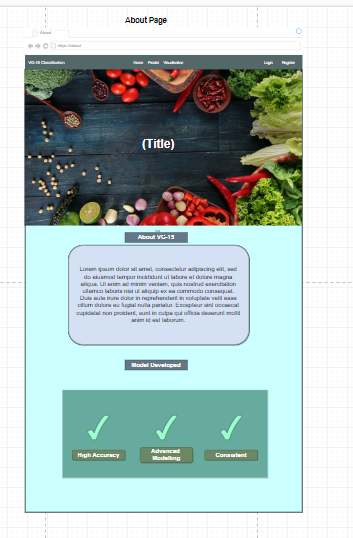 About Page
About
VG-15 Classification
Home Predict Visualisation
Login Register
(Title)
About VG-15
Lorem ipsum dolor sit amet, consectetur adipiscing elit, sed
do eiusmod tempor incididunt ut labore et dolore magna
aliqua. Ut enim ad minim veniam, quis nostrud exercitation
ullamco laboris nisi ut aliquip ex ea commodo consequat.
Duis aute irure dolor in reprehenderit in voluptate velit esse
cillum dolore eu fugiat nulla pariatur. Excepteur sint occaecat
cupidatat non proident, sunt in culpa qui officia deserunt mollit
anim id est laborum.
Model Developed
High Accuracy
Advanced
Modelling
Consistent